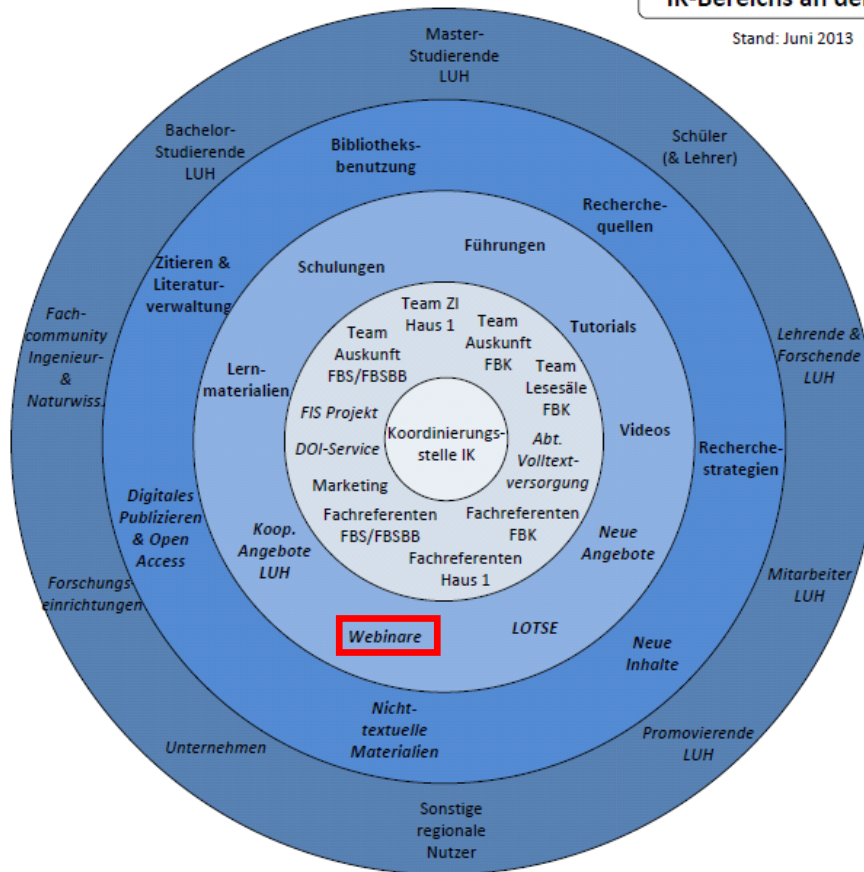 IK-Bereichs an der
Stand: Juni 2013
Master-
Studierende
LUH
Bachelor-
Studierende
LUH
Schüler
(& Lehrer)
Fach-
community
Ingenieur-
&
Naturwiss.
Lehrende &
Forschende
LUH
Forschungs-
einrichtungen
Mitarbeiter
LUH
Unternehmen
Promovierende
LUH
Sonstige
regionale
Nutzer
Bibliotheks-
benutzung
Recherche-
quellen
Zitieren &
Literatur-
verwaltung
Recherche-
strategien
Digitales
Publizieren
& Open
Access
Neue
Inhalte
Nicht-
textuelle
Materialien
Führungen
Schulungen
Tutorials
Lern-
materialien
Videos
Koop.
Angebote
LUH
Neue
Angebote
Webinare
LOTSE
Team ZI
Haus 1
Team
Auskunft
FBS/FBSBB
Team
Auskunft
FBK
Team
Lesesäle
FBK
FIS Projekt
DOI-Service
Abt.
Volltext-
versorgung
Marketing
Fachreferenten
FBS/FBSBB
Fachreferenten
FBK
Fachreferenten
Haus 1
Koordinierungs-
stelle IK